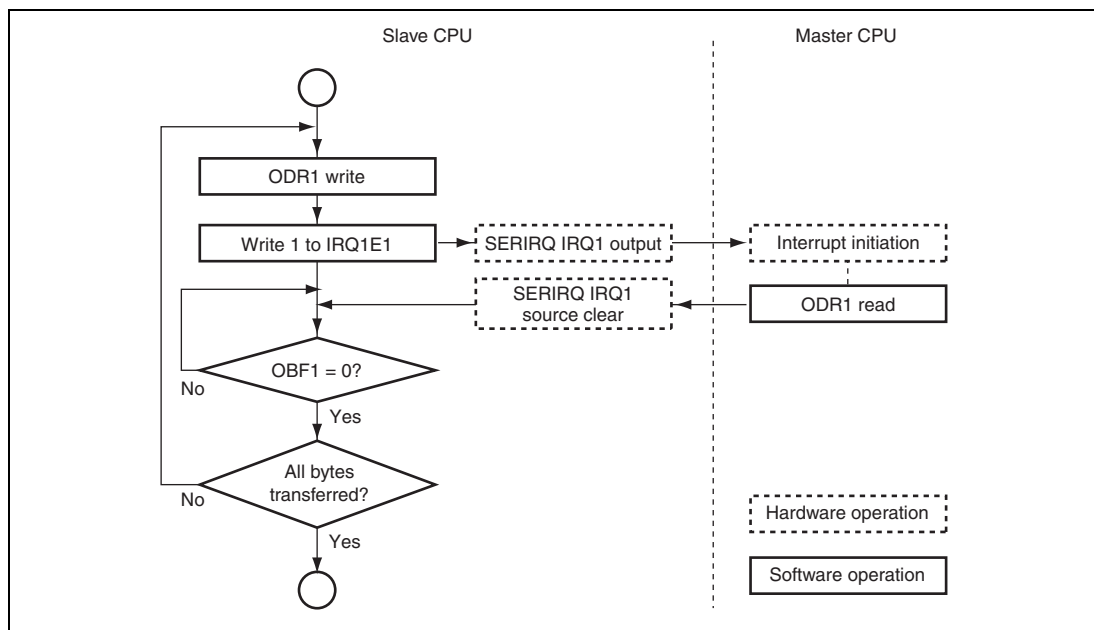 Slave CPU
Master CPU
ODR1 write
Write 1 to IRQ1E1
SERIRQ IRQ1 output
Interrupt initiation
SERIRQ IRQ1
source clear
ODR1 read
OBF1 = 0?
No
Yes
All bytes
transferred?
No
Yes
Hardware operation
Software operation